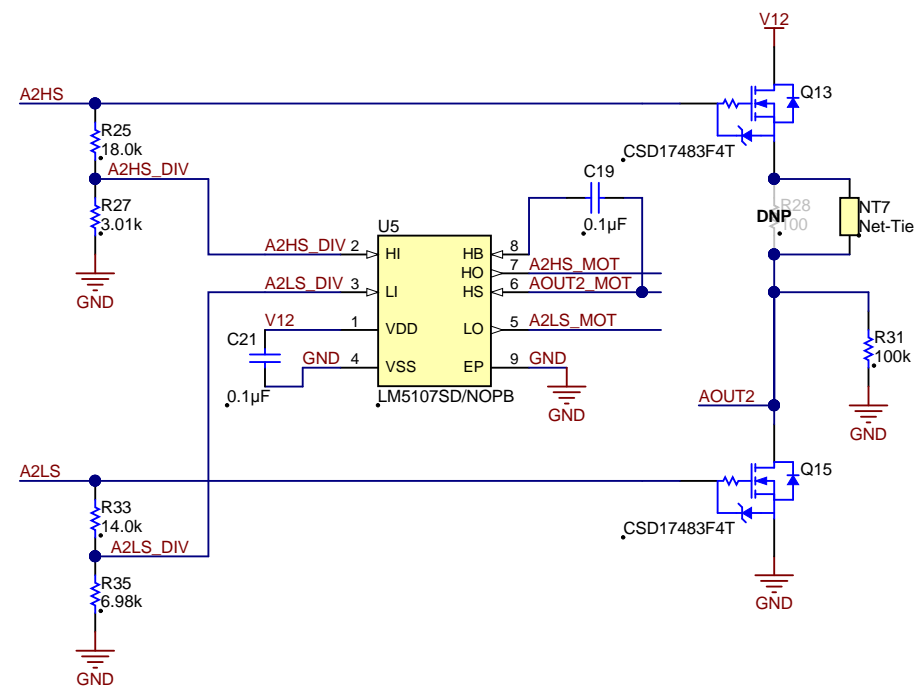 V12
A2HS
Q13
R25
18.0k
CSD17483F4T
A2HS_DIV
C19
R27
3.01k
0.1µF
R28
DNP
100
NT7
Net-Tie
U5
A2HS_DIV 2 HI HB 8
HO 7 A2HS_MOT
GND
A2LS_DIV 3 LI HS 6 AOUT2_MOT
V12 1 VDD LO 5 A2LS_MOT
C21
R31
100k
GND 4 VSS EP 9 GND
0.1µF
LM5107SD/NOPB
GND
AOUT2
GND
A2LS
Q15
R33
14.0k
CSD17483F4T
A2LS_DIV
R35
6.98k
GND
GND